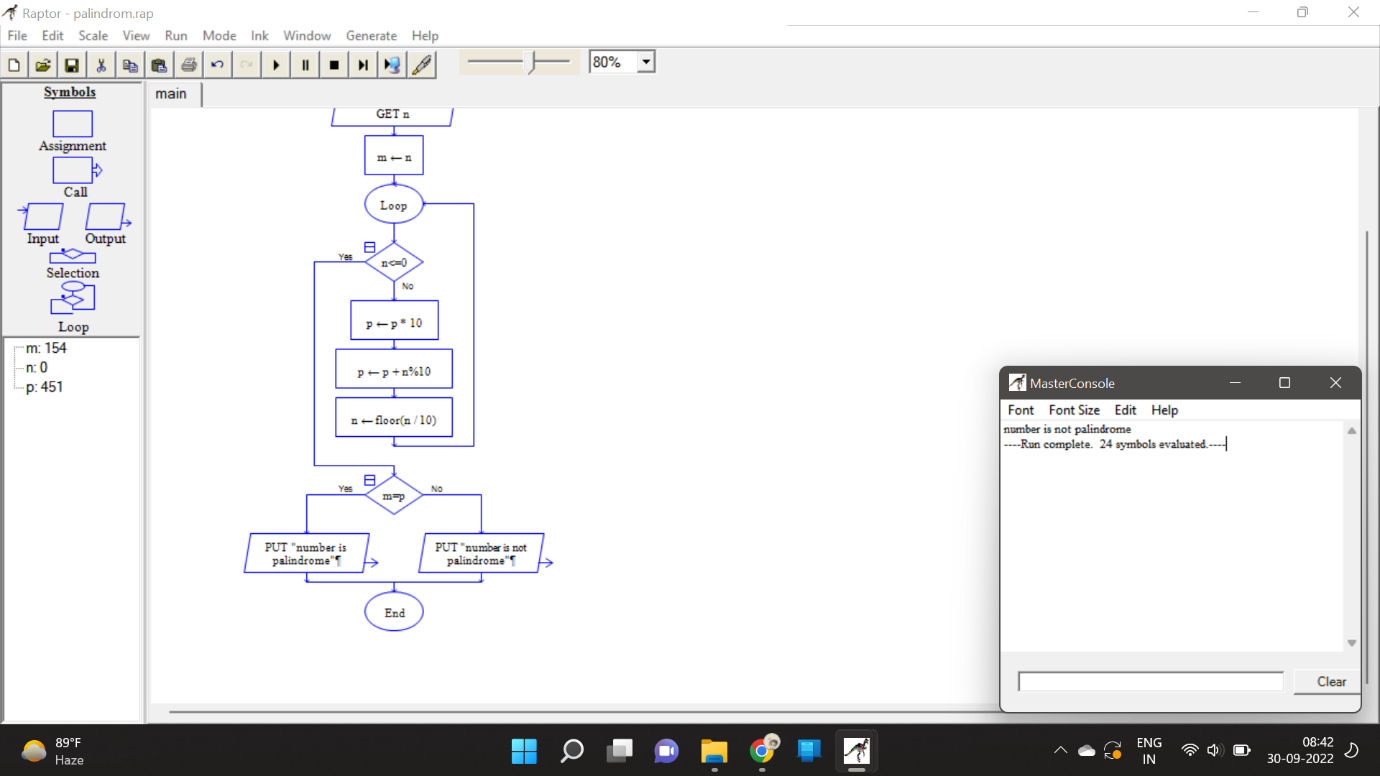 Raptor - palindrom.rap
File Edit Scale View Run Mode Ink Window Generate Help
80%
Symbols
Assignment
Call
Input Output
Selection
Loop
m: 154
n: 0
p: 451
main
GET n
m ← n
Loop
n<=0
Yes
No
p ← p * 10
p ← p + n%10
n ← floor(n / 10)
m=p
Yes
No
PUT "number is
palindrome"¶
PUT "number is not
palindrome"¶
End
MasterConsole
Font Font Size Edit Help
number is not palindrome
----Run complete.  24 symbols evaluated.----
Clear
89°F
Haze
ENG
IN
08:42
30-09-2022